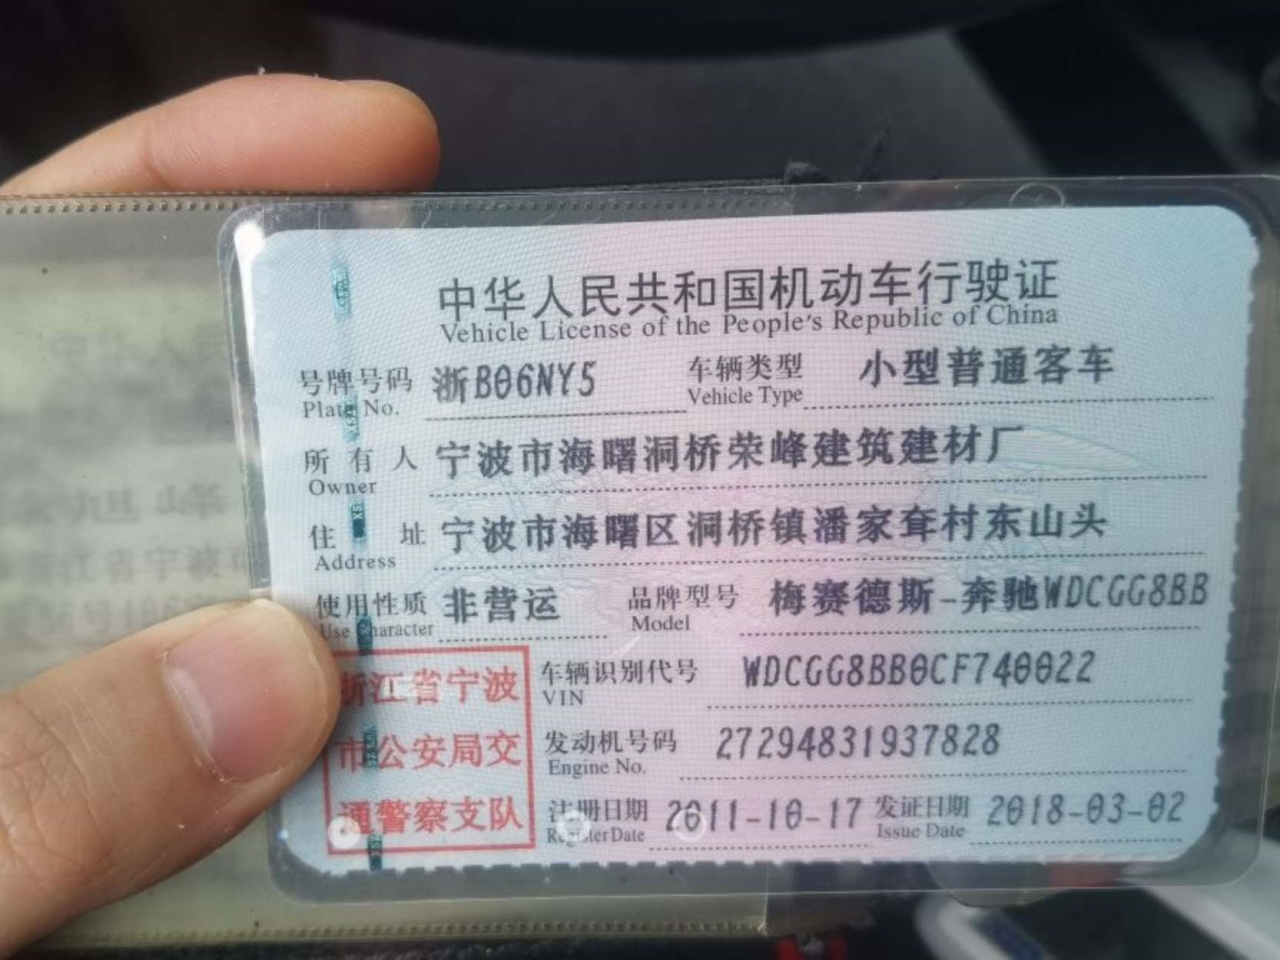 中华人民共和国机动车行驶证
Vehicle License of the People's Republic of China
号牌号码 浙B06NY5 车辆类型 小型普通客车
Plate No. Vehicle Type
所有人 宁波市海曙洞桥荣峰建筑建材厂
Owner
住址 宁波市海曙区洞桥镇潘家耷村东山头
Address
使用性质 非营运 品牌型号 梅赛德斯-奔驰WDCGG8BB
Use Character Model
浙江省宁波
市公安局交
通警察支队
车辆识别代号 WDCGG8BB0CF740022
VIN
发动机号码 27294831937828
Engine No.
注册日期 2011-10-17 发证日期 2018-03-02
Register Date Issue Date